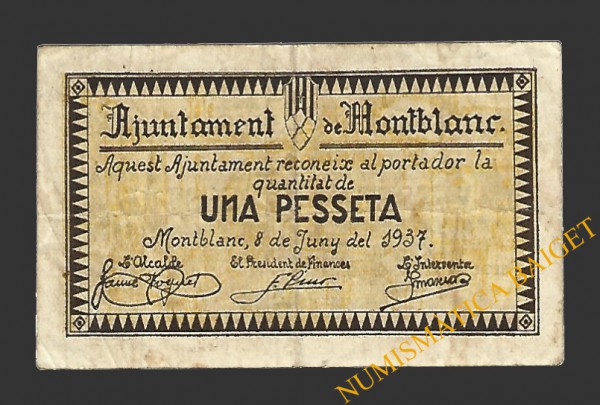 Ajuntament de Montblanc.
Aquest Ajuntament reconeix al portador la
quantitat de
UNA PESSETA
Montblanc, 8 de Juny del 1937.
L'Alcalde El President de Finances L'Interventor
NUMISMATICA BAIGET